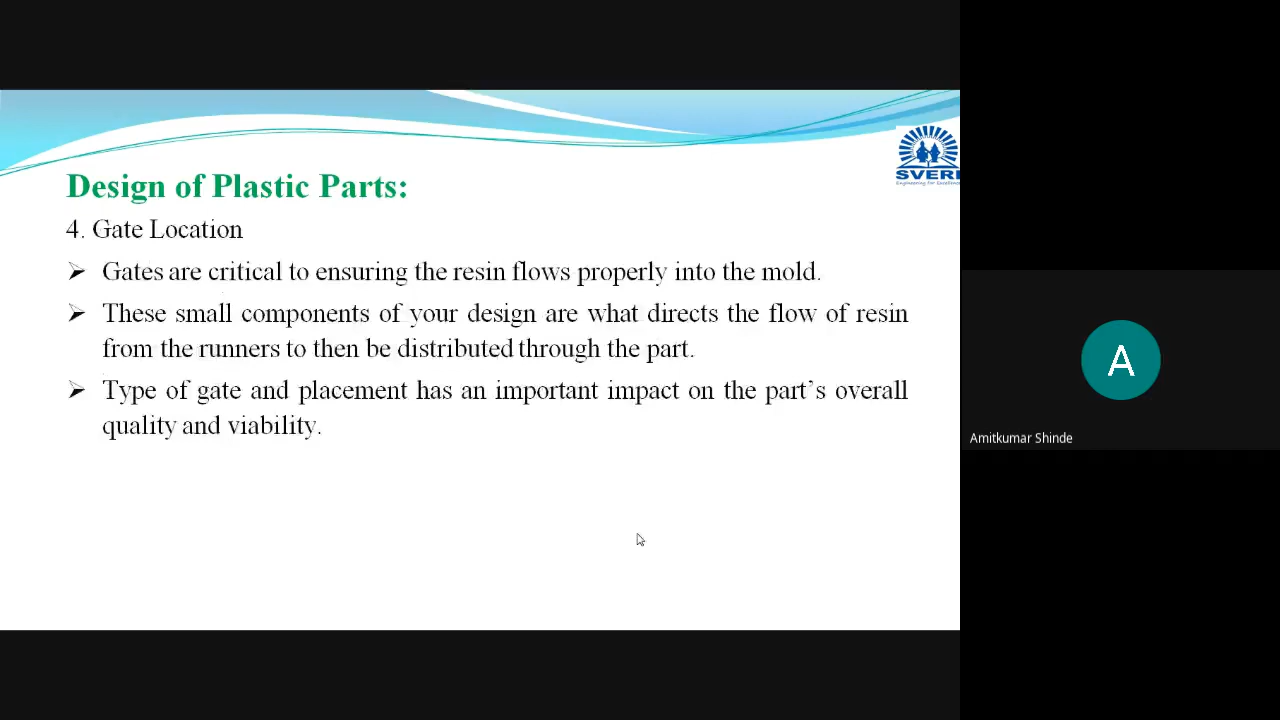 SVERI
Engineering for Excellence
Design of Plastic Parts:
4. Gate Location
➢ Gates are critical to ensuring the resin flows properly into the mold.
➢ These small components of your design are what directs the flow of resin
from the runners to then be distributed through the part.
➢ Type of gate and placement has an important impact on the part’s overall
quality and viability.
A
Amitkumar Shinde